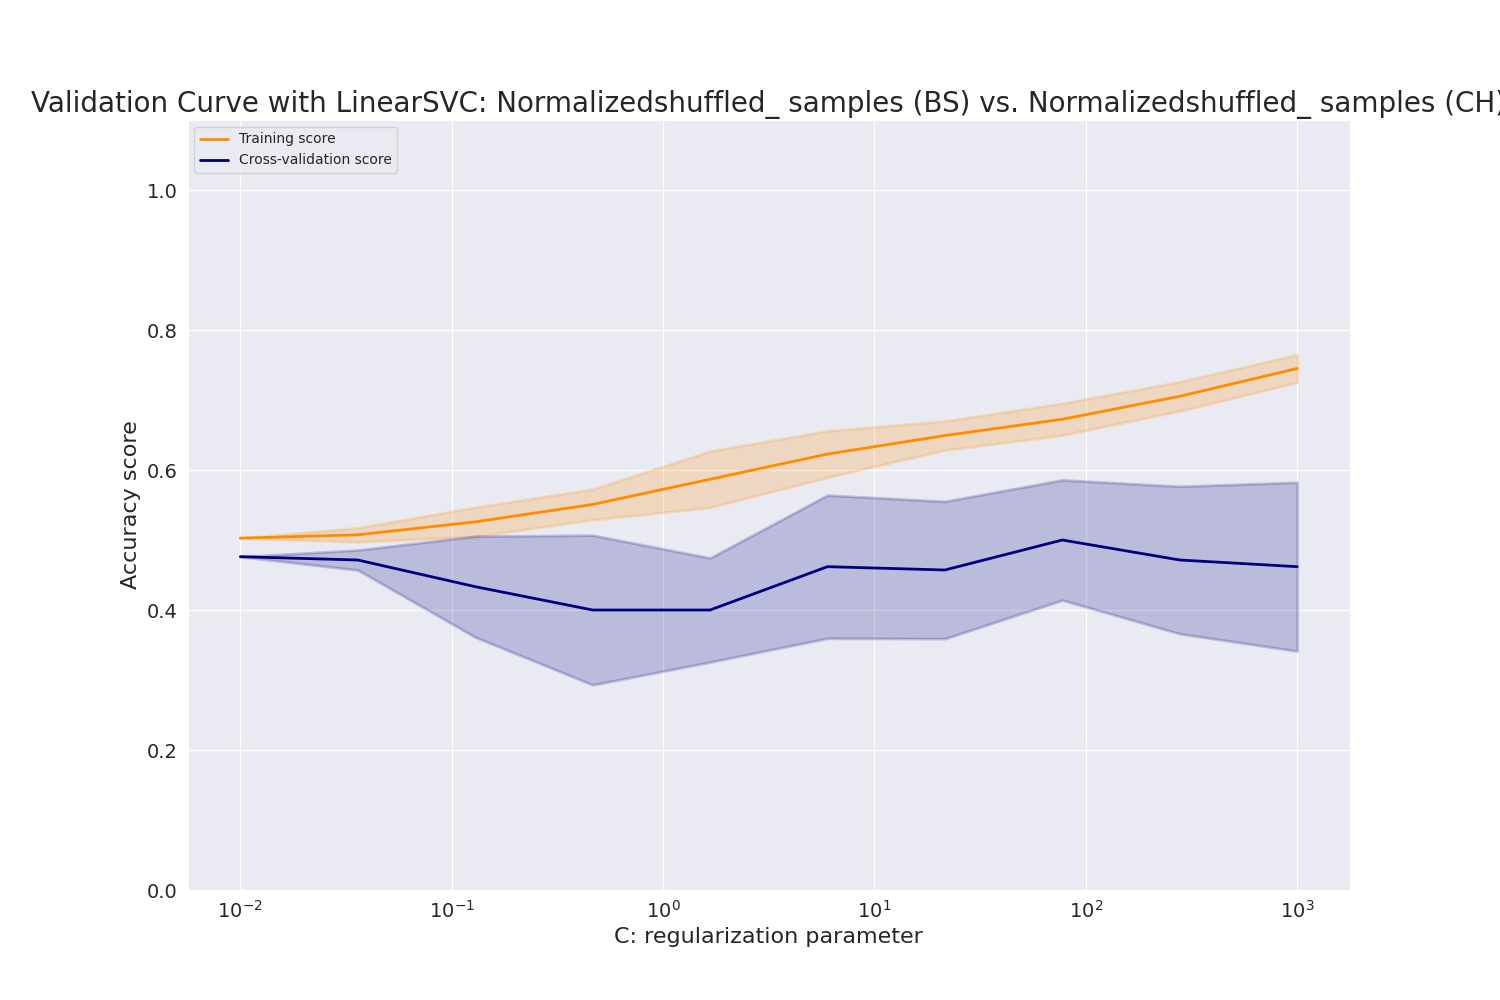 Validation Curve with LinearSVC: Normalizedshuffled_ samples (BS) vs. Normalizedshuffled_ samples (CH)
Training score
Cross-validation score
1.0
0.8
0.6
0.4
0.2
0.0
Accuracy score
10⁻² 10⁻¹ 10⁰ 10¹ 10² 10³
C: regularization parameter